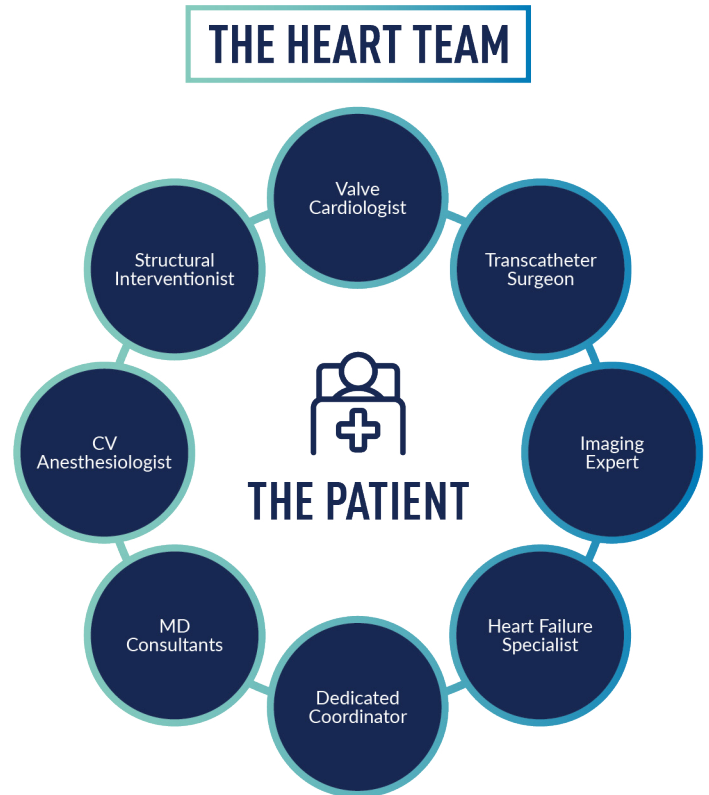 THE HEART TEAM
Valve
Cardiologist
Transcatheter
Surgeon
Imaging
Expert
Heart Failure
Specialist
Dedicated
Coordinator
MD
Consultants
CV
Anesthesiologist
Structural
Interventionist
THE PATIENT